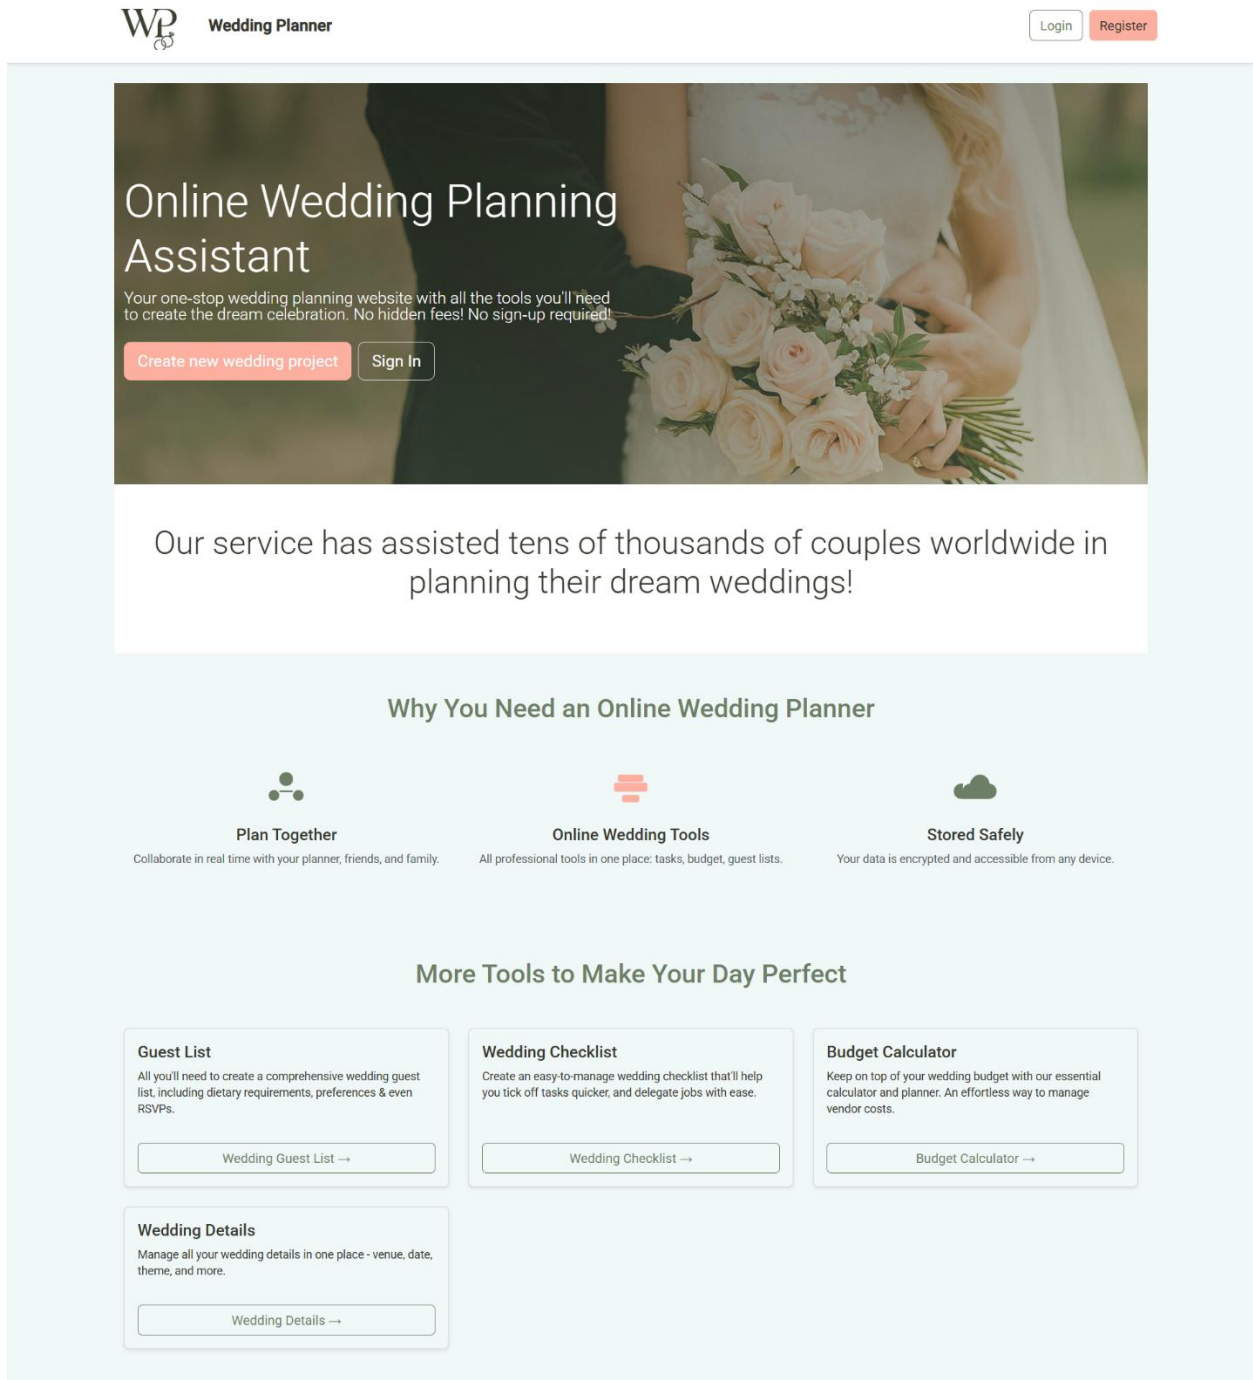 WP
Wedding Planner
Login
Register
Online Wedding Planning
Assistant
Your one-stop wedding planning website with all the tools you'll need
to create the dream celebration. No hidden fees! No sign-up required!
Create new wedding project
Sign In
Our service has assisted tens of thousands of couples worldwide in
planning their dream weddings!
Why You Need an Online Wedding Planner
Plan Together
Collaborate in real time with your planner, friends, and family.
Online Wedding Tools
All professional tools in one place: tasks, budget, guest lists.
Stored Safely
Your data is encrypted and accessible from any device.
More Tools to Make Your Day Perfect
Guest List
All you'll need to create a comprehensive wedding guest
list, including dietary requirements, preferences & even
RSVPs.
Wedding Guest List →
Wedding Checklist
Create an easy-to-manage wedding checklist that'll help
you tick off tasks quicker, and delegate jobs with ease.
Wedding Checklist →
Budget Calculator
Keep on top of your wedding budget with our essential
calculator and planner. An effortless way to manage
vendor costs.
Budget Calculator →
Wedding Details
Manage all your wedding details in one place - venue, date,
theme, and more.
Wedding Details →